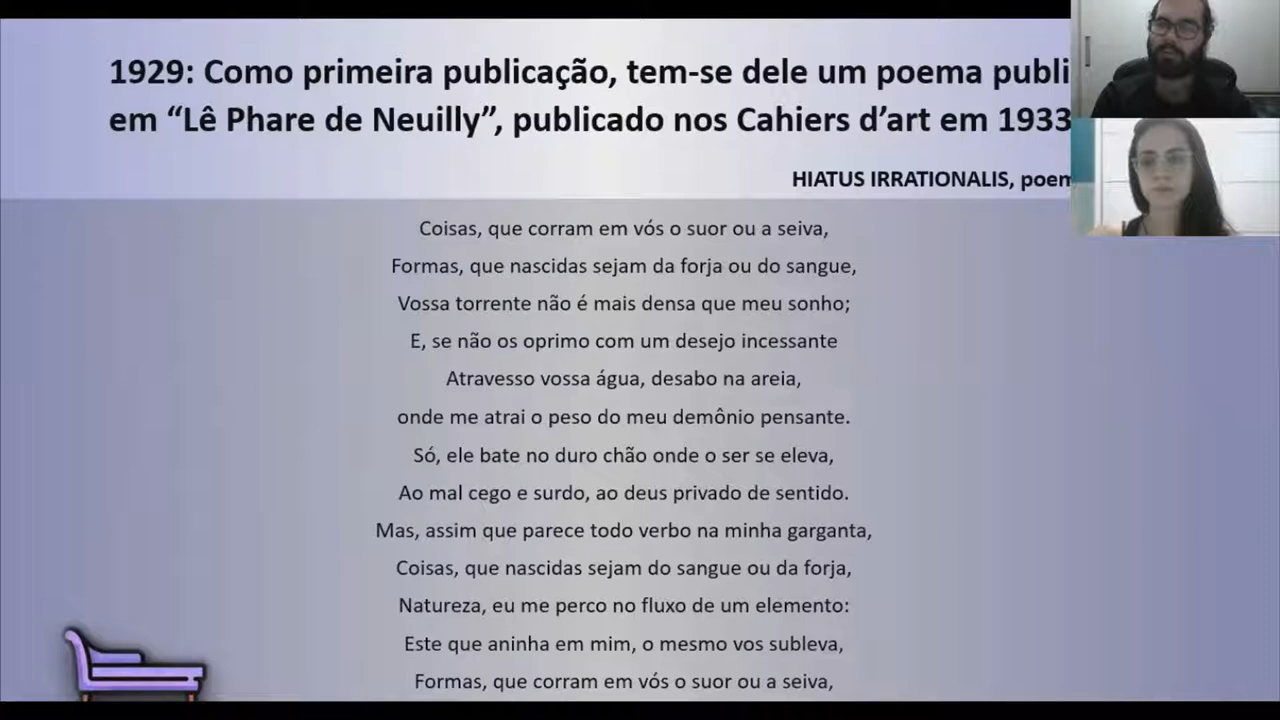 1929: Como primeira publicação, tem-se dele um poema publi
em “Lê Phare de Neuilly”, publicado nos Cahiers d’art em 1933
HIATUS IRRATIONALIS, poem
Coisas, que corram em vós o suor ou a seiva,
Formas, que nascidas sejam da forja ou do sangue,
Vossa torrente não é mais densa que meu sonho;
E, se não os oprimo com um desejo incessante
Atravesso vossa água, desabo na areia,
onde me atrai o peso do meu demônio pensante.
Só, ele bate no duro chão onde o ser se eleva,
Ao mal cego e surdo, ao deus privado de sentido.
Mas, assim que parece todo verbo na minha garganta,
Coisas, que nascidas sejam do sangue ou da forja,
Natureza, eu me perco no fluxo de um elemento:
Este que aninha em mim, o mesmo vos subleva,
Formas, que corram em vós o suor ou a seiva,